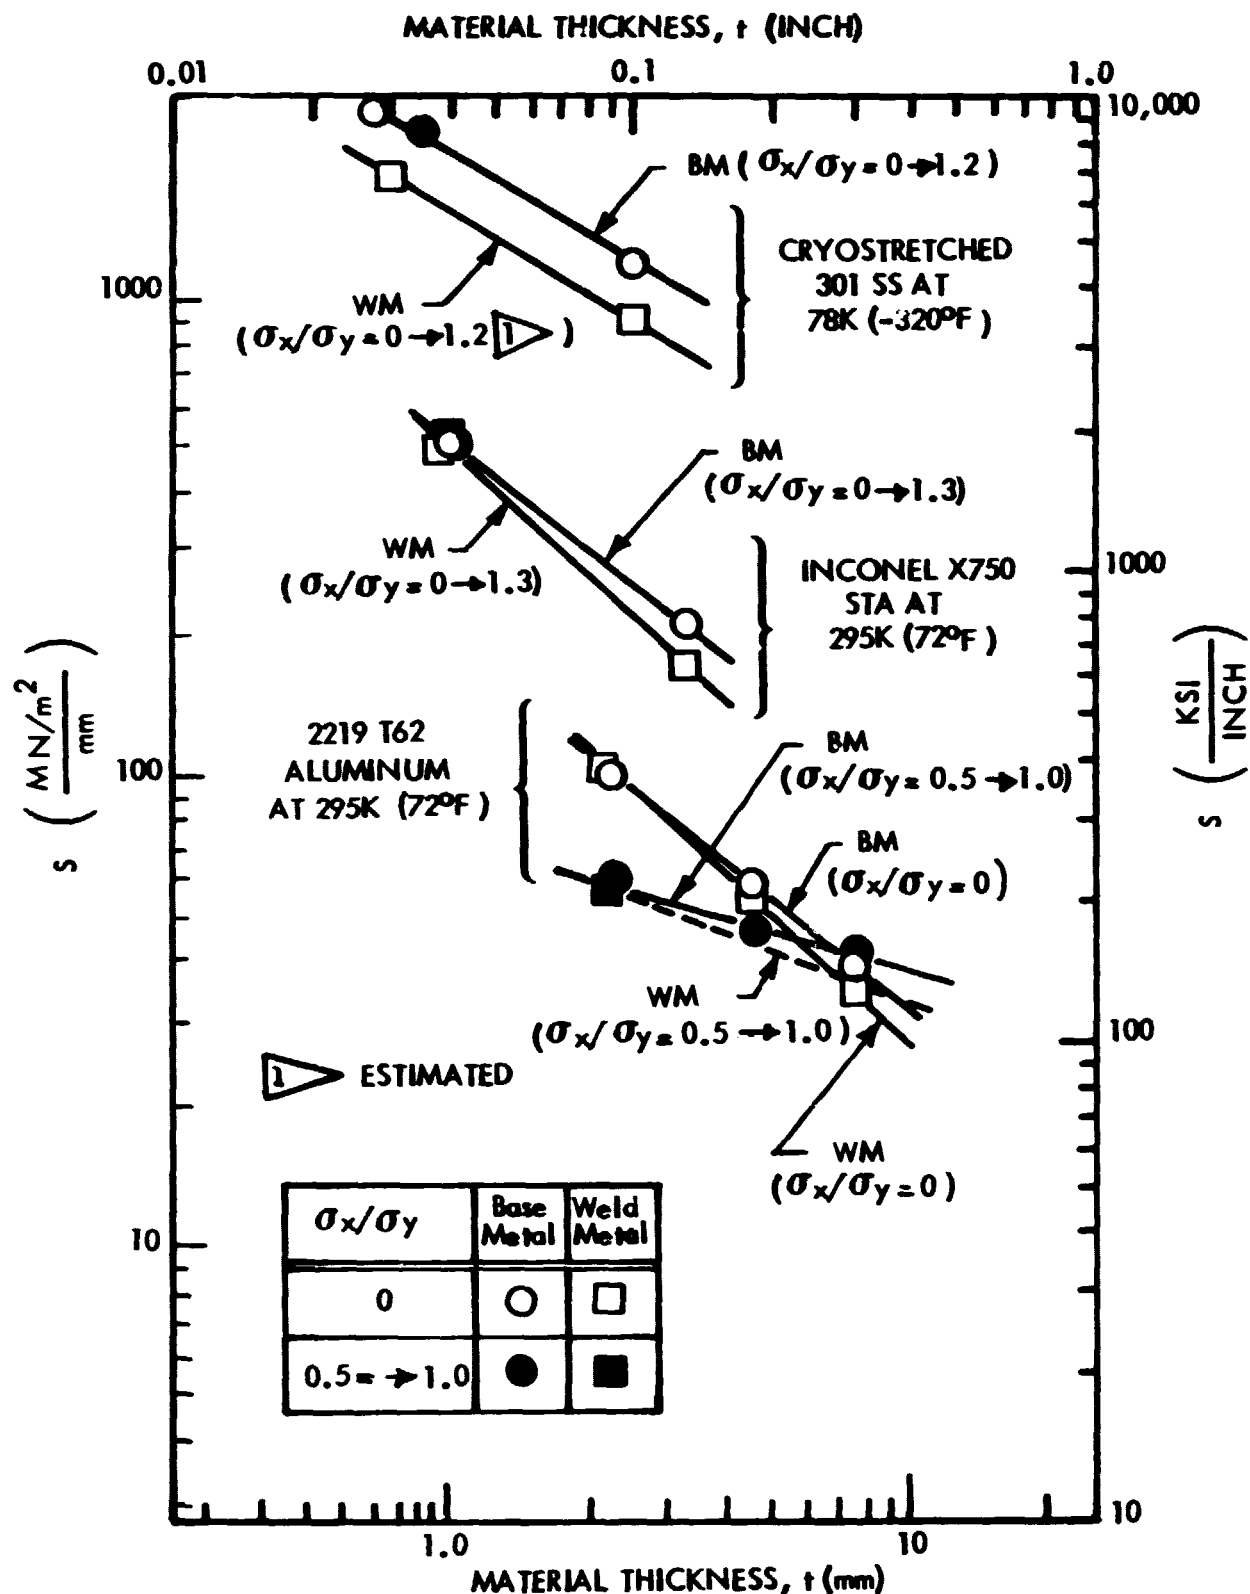 MATERIAL THICKNESS, t (INCH)
0.01
0.1
1.0
10,000
BM (σx/σy = 0→1.2)
CRYOSTRETCHED
301 SS AT
78K (-320°F)
1000
WM
(σx/σy = 0→1.2 1 )
BM
(σx/σy = 0→1.3)
WM
(σx/σy = 0→1.3)
INCONEL X750
STA AT
295K (72°F)
1000
S (MN/m²
mm)
S (KSI
INCH)
2219 T62
ALUMINUM
AT 295K (72°F)
100
BM
(σx/σy = 0.5→1.0)
BM
(σx/σy = 0)
WM
(σx/σy = 0.5→1.0)
100
1 ESTIMATED
WM
(σx/σy = 0)
10
σx/σy
Base
Metal
Weld
Metal
0
0.5= →1.0
10
1.0
10
MATERIAL THICKNESS, t (mm)